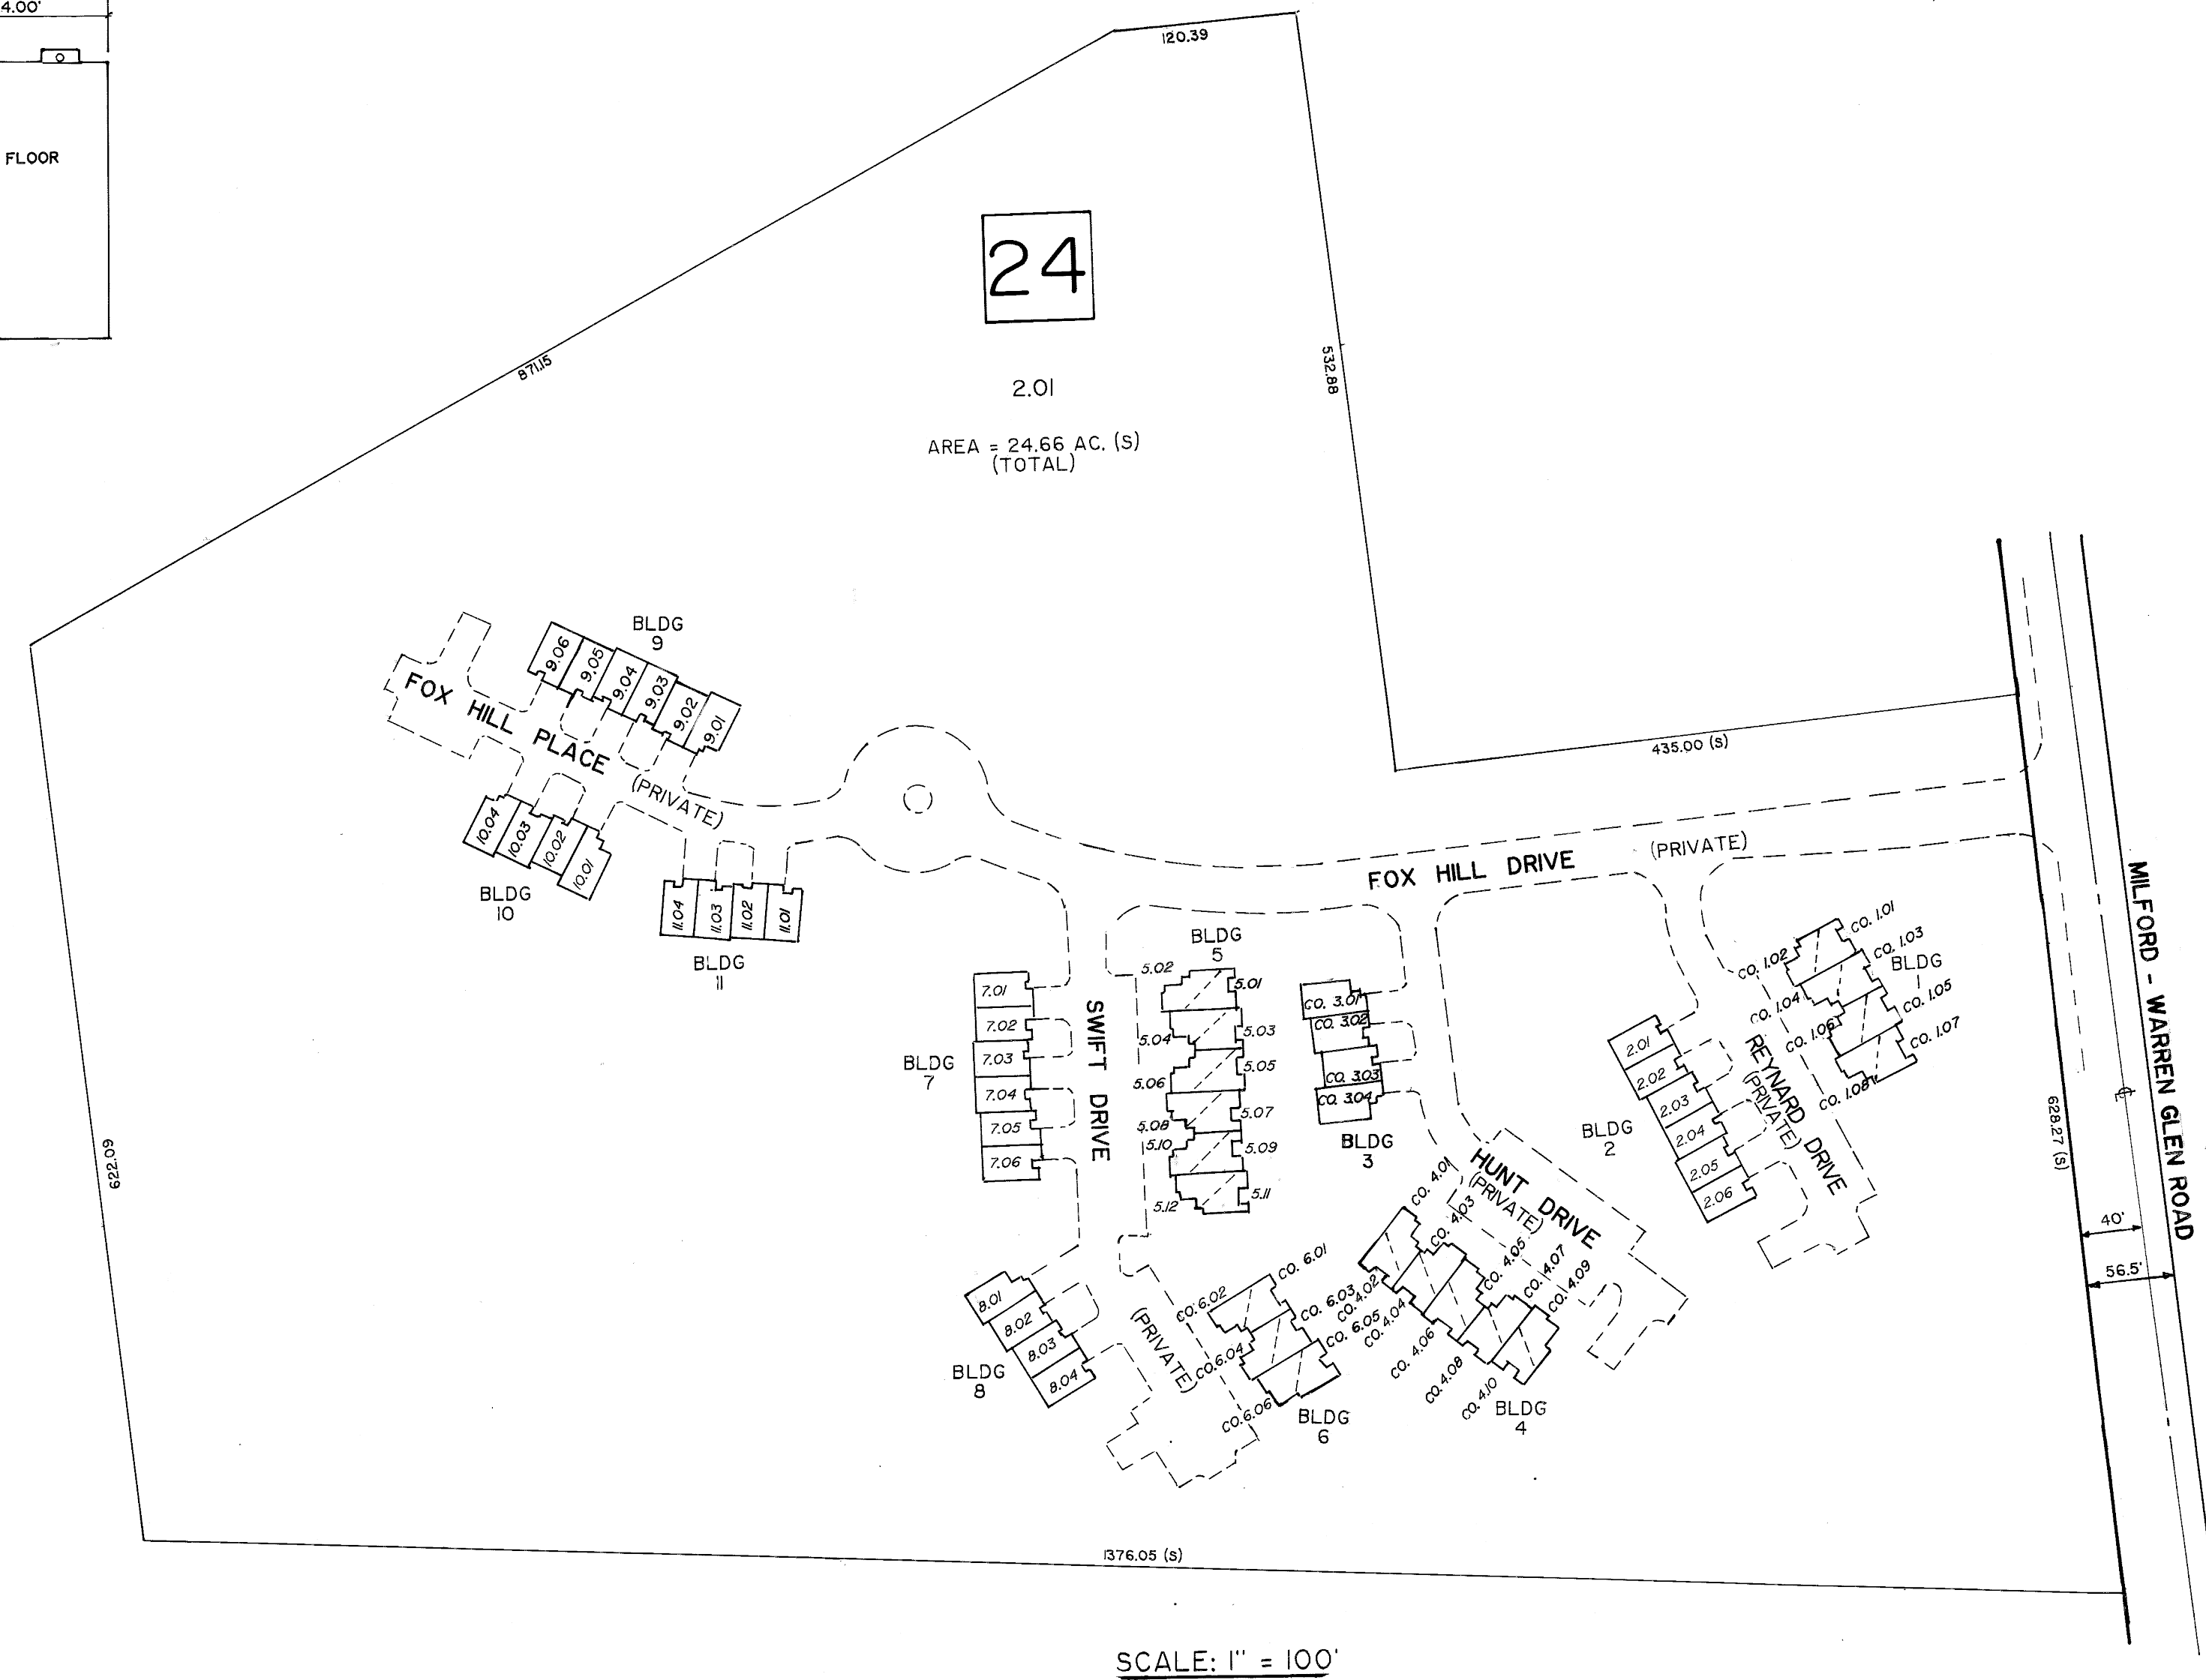 4.00'
FLOOR
120.39
871.15
532.88
24
2.01
AREA = 24.66 AC. (S)
(TOTAL)
435.00 (S)
BLDG
9
9.06
9.05
9.04
9.03
9.02
9.01
FOX HILL PLACE
(PRIVATE)
10.04
10.03
10.02
10.01
BLDG
10
11.04
11.03
11.02
11.01
BLDG
11
FOX HILL DRIVE
(PRIVATE)
MILFORD - WARREN GLEN ROAD
CO. 1.01
CO. 1.02
CO. 1.03
BLDG
1
CO. 1.04
CO. 1.05
CO. 1.06
CO. 1.07
CO. 1.08
REYNARD DRIVE
(PRIVATE)
2.01
2.02
2.03
2.04
2.05
2.06
BLDG
2
CO. 3.01
CO. 3.02
CO. 3.03
CO. 3.04
BLDG
3
BLDG
5
5.02
5.01
5.04
5.03
5.06
5.05
5.08
5.07
5.10
5.09
5.12
5.11
SWIFT DRIVE
(PRIVATE)
7.01
7.02
7.03
7.04
7.05
7.06
BLDG
7
8.01
8.02
8.03
8.04
BLDG
8
HUNT DRIVE
(PRIVATE)
CO. 4.01
CO. 4.03
CO. 4.05
CO. 4.07
CO. 4.09
CO. 4.02
CO. 4.04
CO. 4.06
CO. 4.08
CO. 4.10
BLDG
4
CO. 6.01
CO. 6.02
CO. 6.03
CO. 6.04
CO. 6.05
CO. 6.06
BLDG
6
622.09
628.27 (S)
40'
56.5'
1376.05 (S)
SCALE: 1" = 100'